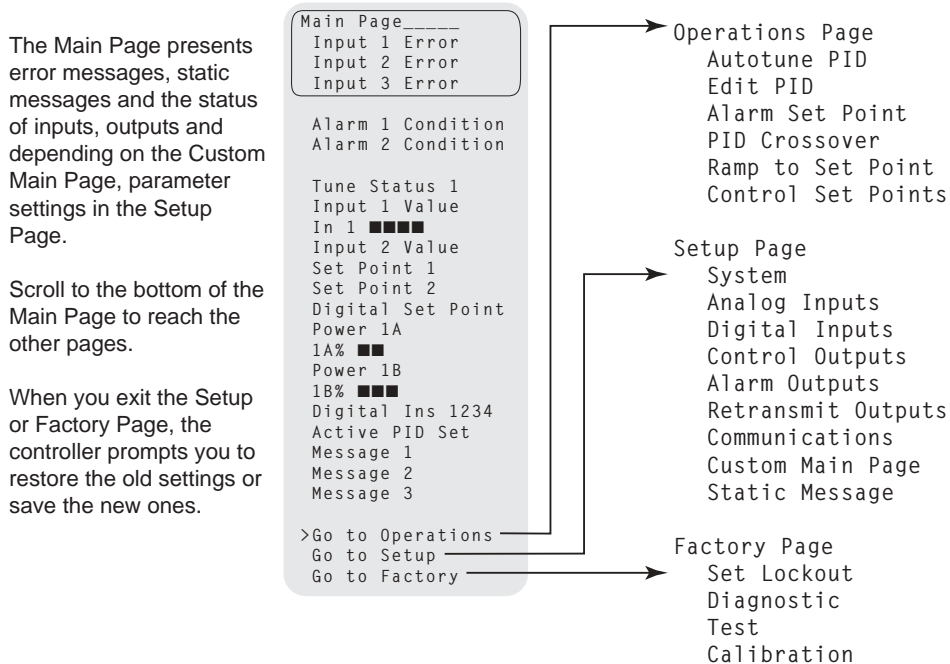 The Main Page presents
error messages, static
messages and the status
of inputs, outputs and
depending on the Custom
Main Page, parameter
settings in the Setup
Page.
Scroll to the bottom of the
Main Page to reach the
other pages.
When you exit the Setup
or Factory Page, the
controller prompts you to
restore the old settings or
save the new ones.
Main Page_____
Input 1 Error
Input 2 Error
Input 3 Error
Alarm 1 Condition
Alarm 2 Condition
Tune Status 1
Input 1 Value
In 1 ■■■■
Input 2 Value
Set Point 1
Set Point 2
Digital Set Point
Power 1A
1A% ■■
Power 1B
1B% ■■■
Digital Ins 1234
Active PID Set
Message 1
Message 2
Message 3
>Go to Operations
Go to Setup
Go to Factory
Operations Page
Autotune PID
Edit PID
Alarm Set Point
PID Crossover
Ramp to Set Point
Control Set Points
Setup Page
System
Analog Inputs
Digital Inputs
Control Outputs
Alarm Outputs
Retransmit Outputs
Communications
Custom Main Page
Static Message
Factory Page
Set Lockout
Diagnostic
Test
Calibration